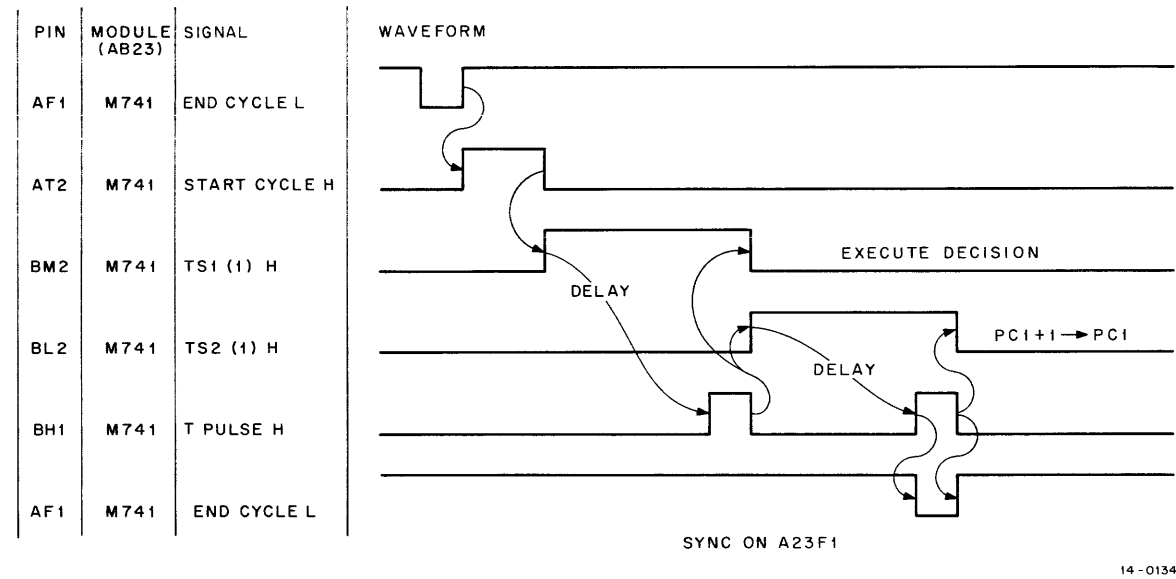 PIN MODULE (AB23) SIGNAL WAVEFORM
AF1 M741 END CYCLE L
AT2 M741 START CYCLE H
BM2 M741 TS1 (1) H EXECUTE DECISION
DELAY
BL2 M741 TS2 (1) H PC1+1→PC1
DELAY
BH1 M741 T PULSE H
AF1 M741 END CYCLE L
SYNC ON A23F1
14-0134